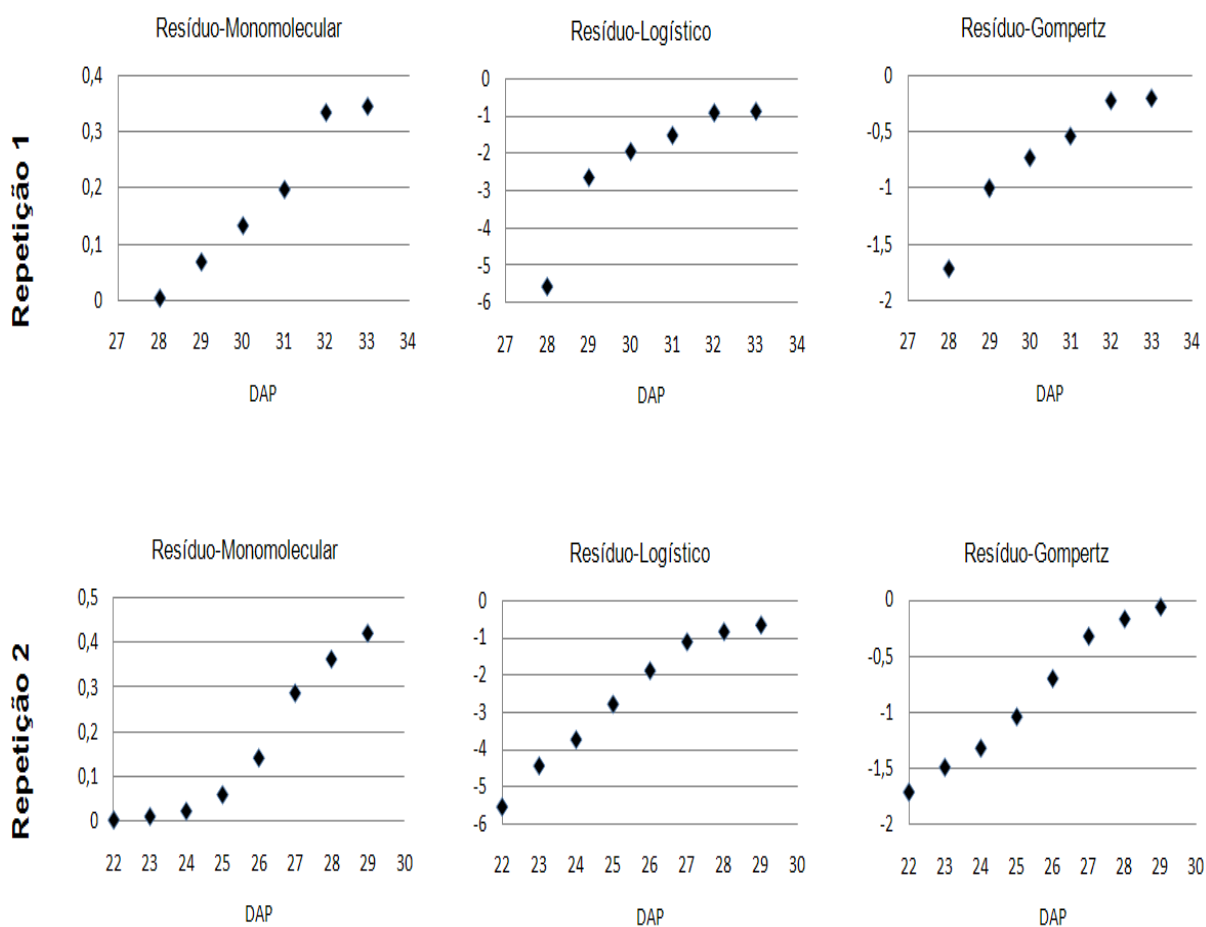 Repetição 1
Resíduo-Monomolecular
0,4
0,3
0,2
0,1
0
27 28 29 30 31 32 33 34
DAP
Resíduo-Logístico
0
-1
-2
-3
-4
-5
-6
27 28 29 30 31 32 33 34
DAP
Resíduo-Gompertz
0
-0,5
-1
-1,5
-2
27 28 29 30 31 32 33 34
DAP
Repetição 2
Resíduo-Monomolecular
0,5
0,4
0,3
0,2
0,1
0
22 23 24 25 26 27 28 29 30
DAP
Resíduo-Logístico
0
-1
-2
-3
-4
-5
-6
22 23 24 25 26 27 28 29 30
DAP
Resíduo-Gompertz
0
-0,5
-1
-1,5
-2
22 23 24 25 26 27 28 29 30
DAP